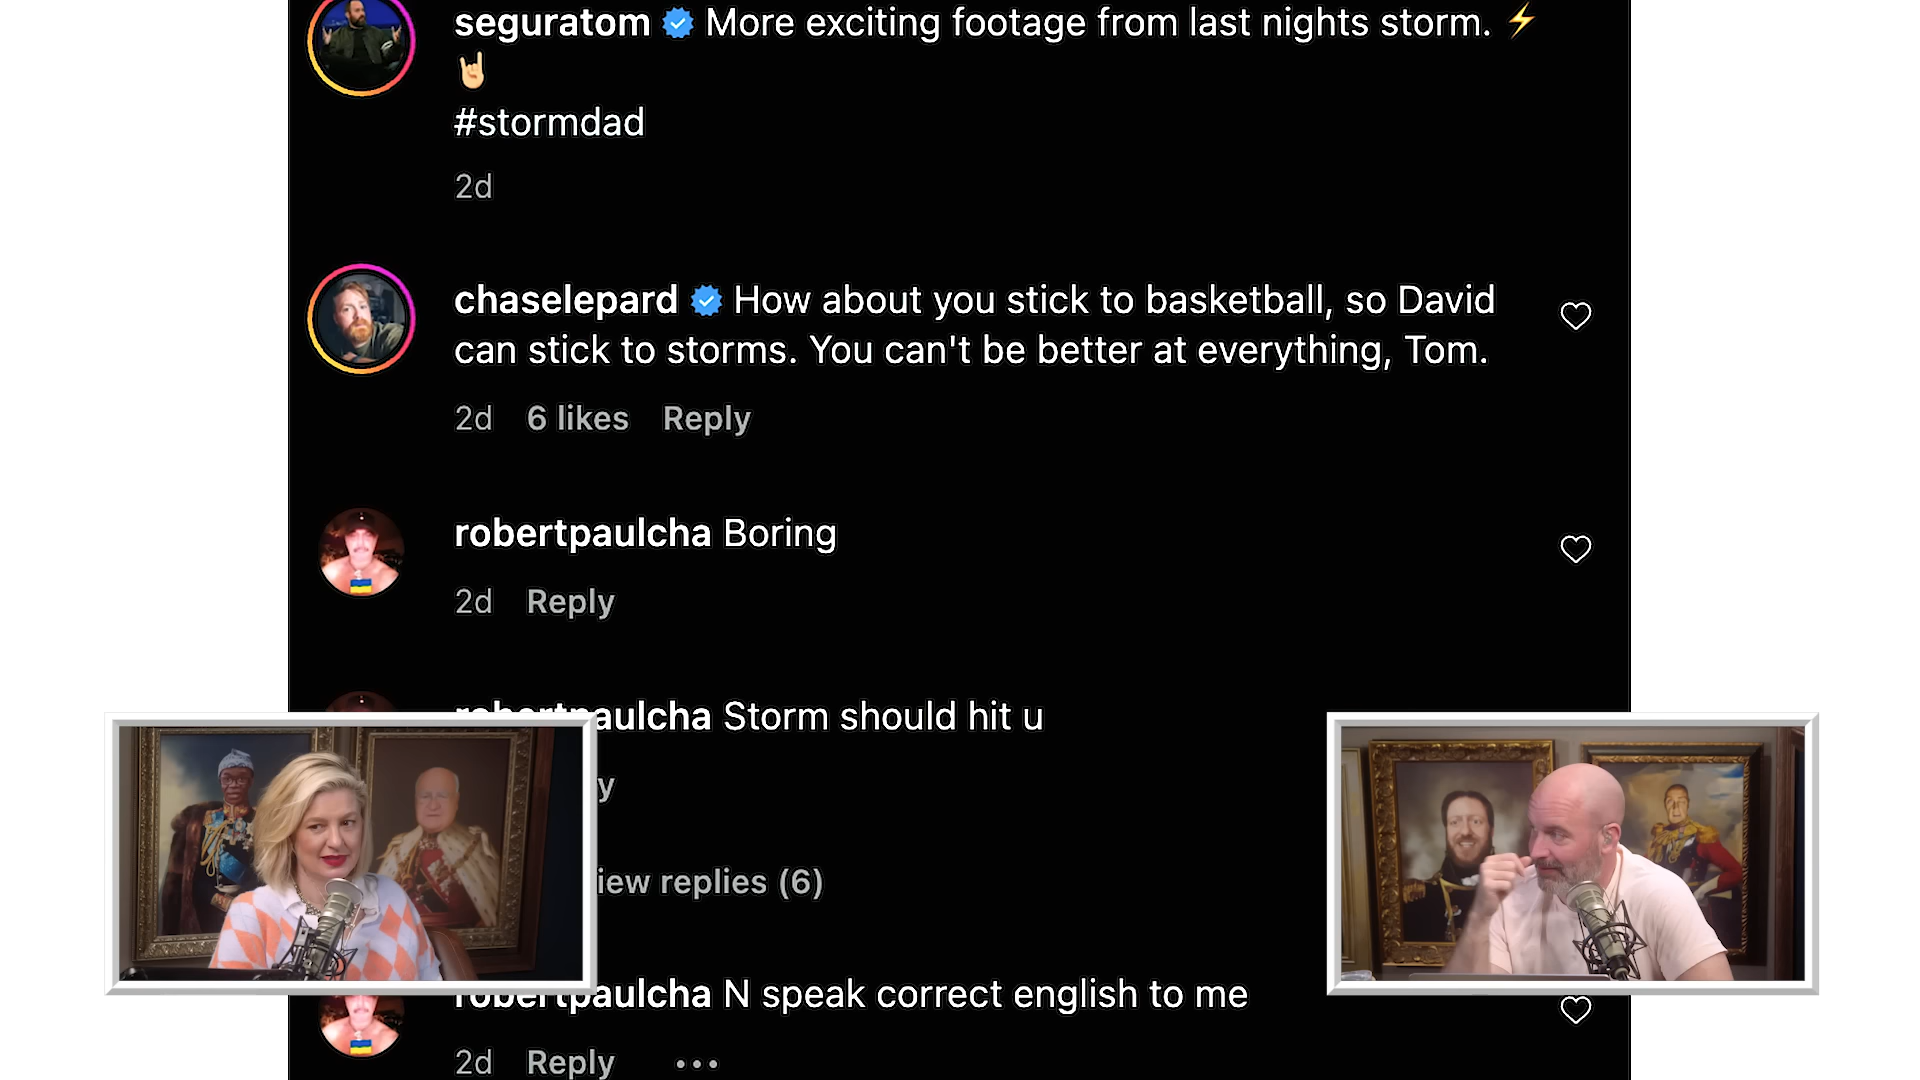 seguratom More exciting footage from last nights storm. ⚡
🤘
#stormdad
2d
chaselepard How about you stick to basketball, so David
can stick to storms. You can't be better at everything, Tom.
2d 6 likes Reply
robertpaulcha Boring
2d Reply
robertpaulcha Storm should hit u
y
iew replies (6)
robertpaulcha N speak correct english to me
2d Reply •••